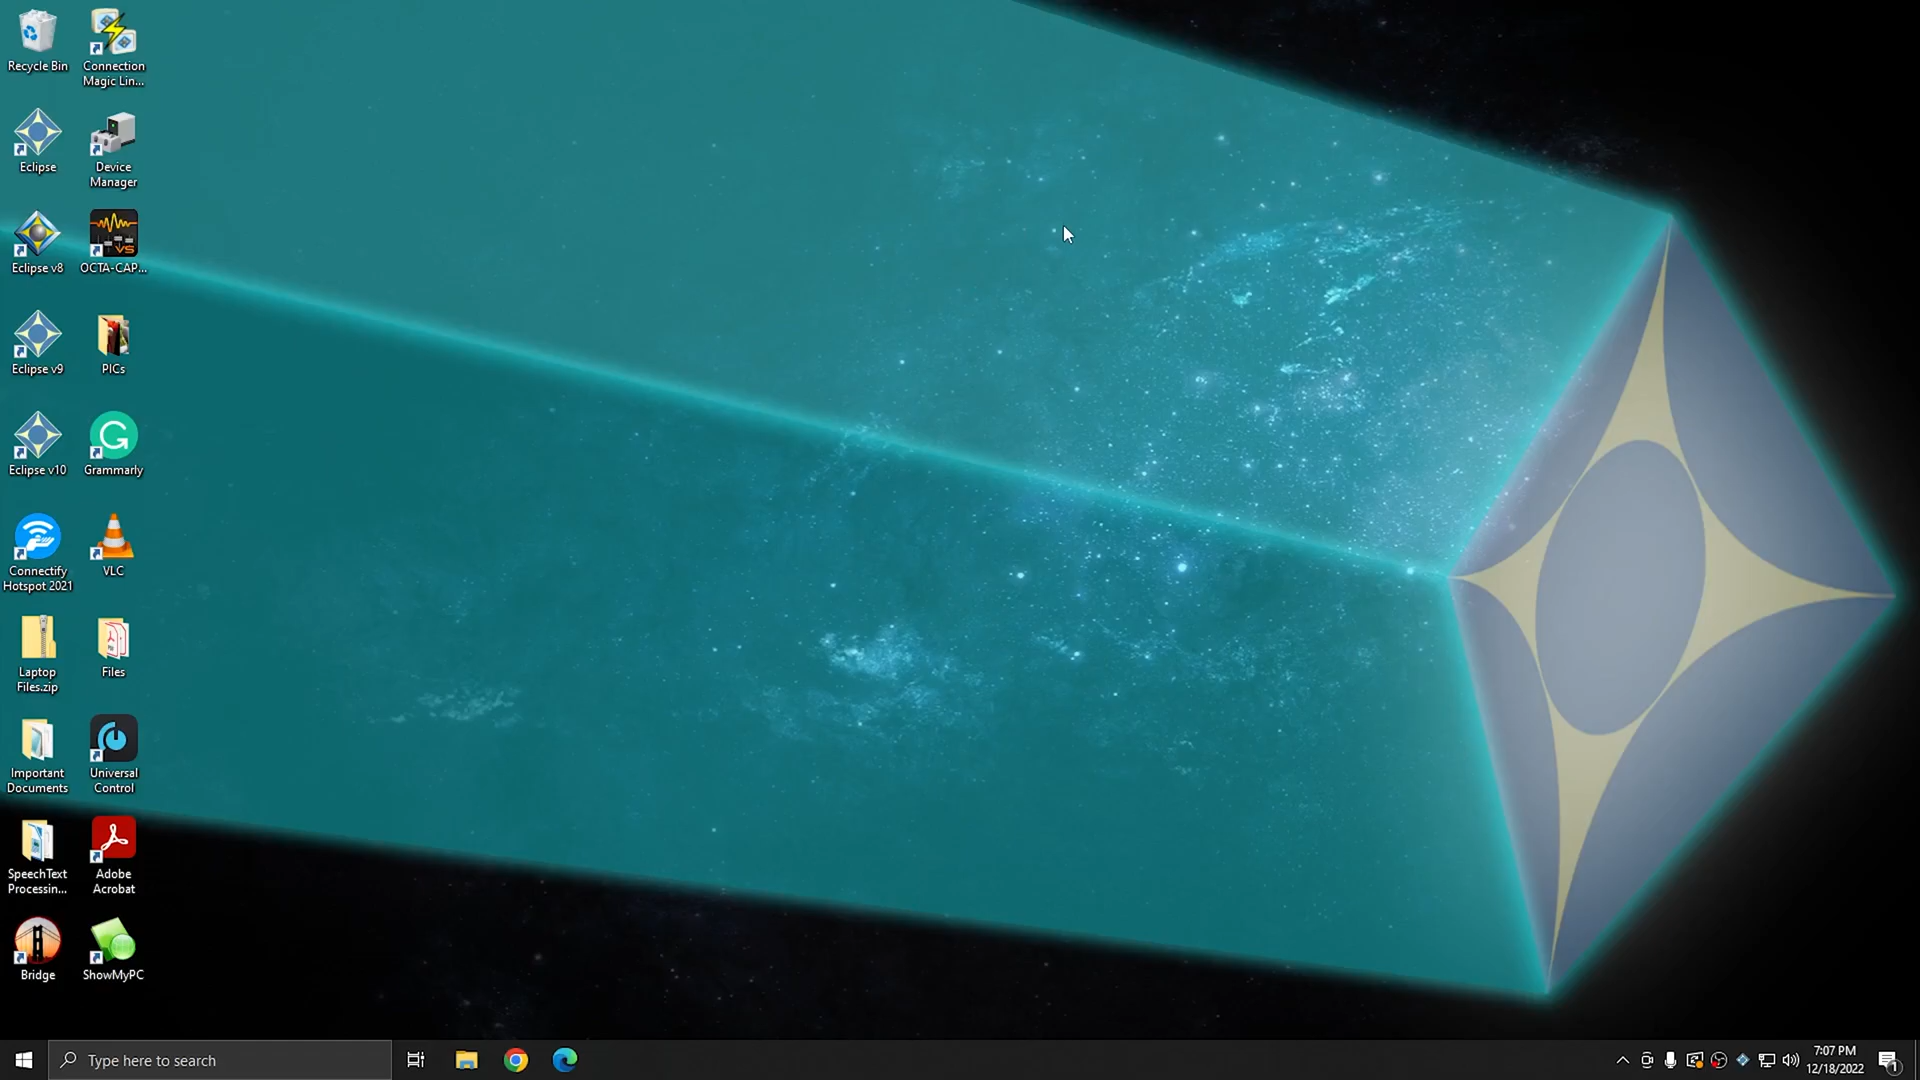 Recycle Bin
Connection
Magic Lin...
Eclipse
Device
Manager
Eclipse v8
OCTA-CAP...
VS
Eclipse v9
PICs
Eclipse v10
Grammarly
Connectify
Hotspot 2021
VLC
Laptop
Files.zip
Files
Important
Documents
Universal
Control
SpeechText
Processin...
Adobe
Acrobat
Bridge
ShowMyPC
Type here to search
7:07 PM
12/18/2022
1